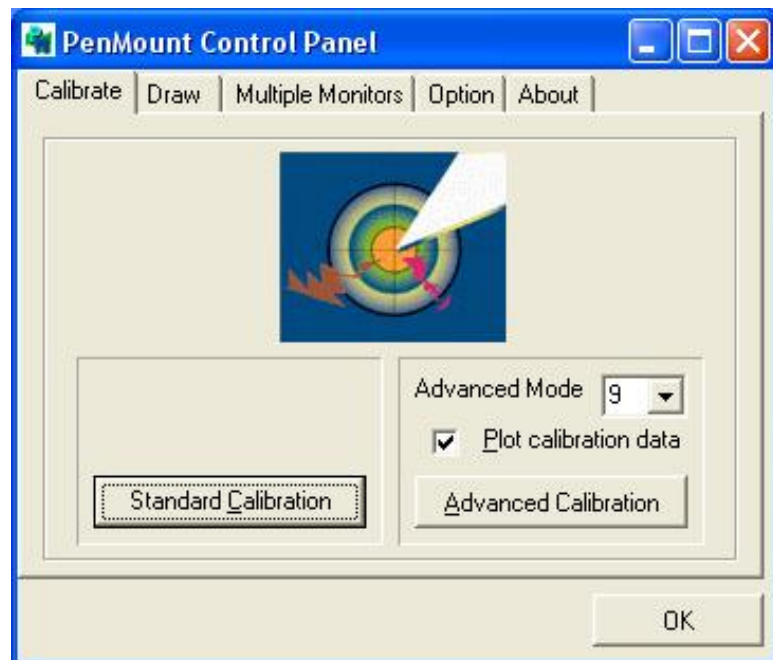 PenMount Control Panel
Calibrate Draw Multiple Monitors Option About
Advanced Mode 9
Plot calibration data
Standard Calibration Advanced Calibration
OK